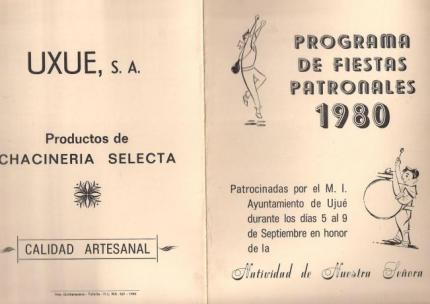 UXUE, S. A.
Productos de
CHACINERIA SELECTA
CALIDAD ARTESANAL
PROGRAMA
DE FIESTAS
PATRONALES
1980
Patrocinadas por el M. I.
Ayuntamiento de Ujué
durante los días 5 al 9
de Septiembre en honor
de la
Natividad de Nuestra Señora